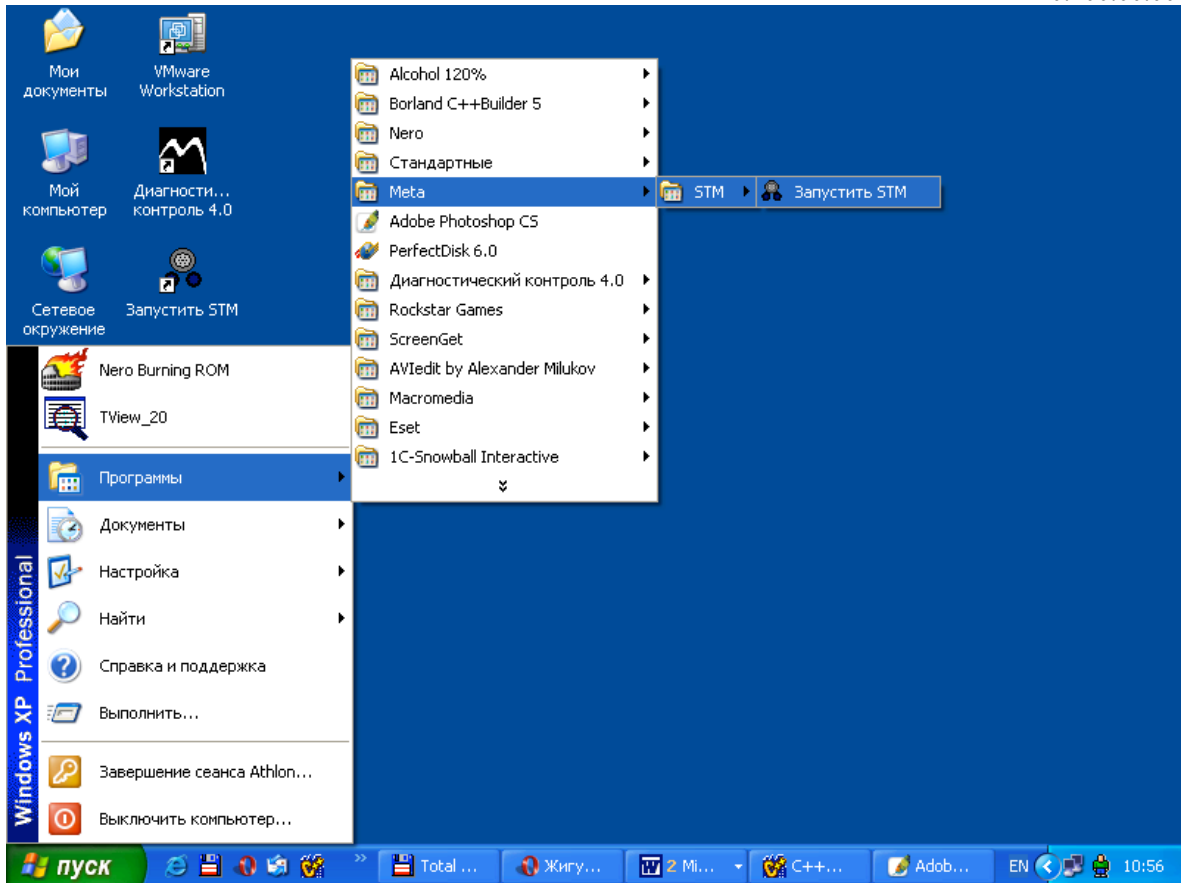 Мои
документы
VMware
Workstation
Мой
компьютер
Диагности...
контроль 4.0
Сетевое
окружение
Запустить STM
Alcohol 120%
Borland C++Builder 5
Nero
Стандартные
Meta
Adobe Photoshop CS
PerfectDisk 6.0
Диагностический контроль 4.0
Rockstar Games
ScreenGet
AVIedit by Alexander Milukov
Macromedia
Eset
1C-Snowball Interactive
STM
Запустить STM
Nero Burning ROM
TView_20
Программы
Документы
Настройка
Найти
Справка и поддержка
Выполнить...
Завершение сеанса Athlon...
Выключить компьютер...
Windows XP Professional
пуск
Total ...
Жигу...
2 Mi...
C++...
Adob...
EN
10:56